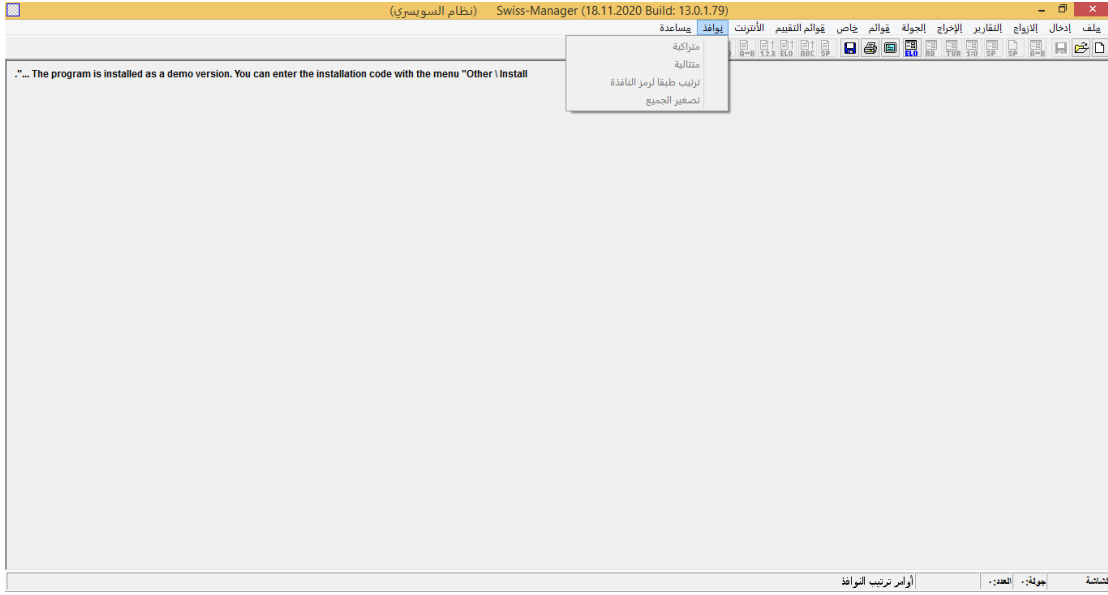 Swiss-Manager (18.11.2020 Build: 13.0.1.79) (نظام السويسري)
ملف إدخال الازواج التقارير الإخراج الجولة قوائم خاص قوائم التقييم الأنترنت نوافذ مساعدة
متراكبة
متتالية
ترتيب طبقا لرمز النافذة
تصغير الجميع
."... The program is installed as a demo version. You can enter the installation code with the menu "Other \ Install
جولة:٠ العدد:٠ أوامر ترتيب النوافذ